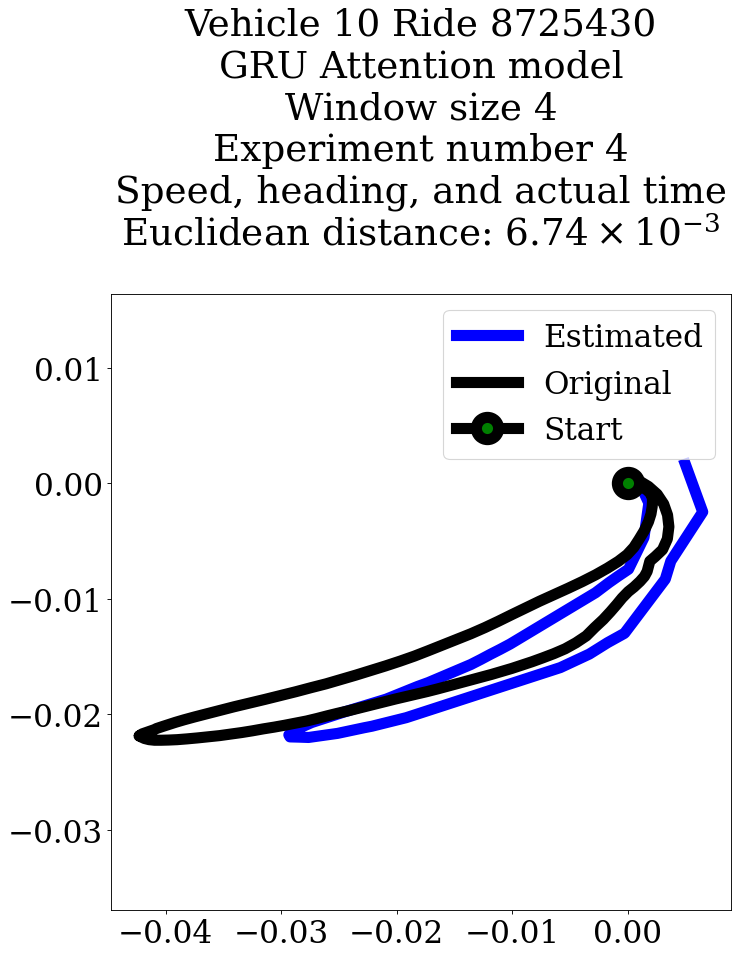 Vehicle 10 Ride 8725430
GRU Attention model
Window size 4
Experiment number 4
Speed, heading, and actual time
Euclidean distance: 6.74 × 10⁻³
Estimated
Original
Start
0.01
0.00
−0.01
−0.02
−0.03
−0.04 −0.03 −0.02 −0.01 0.00